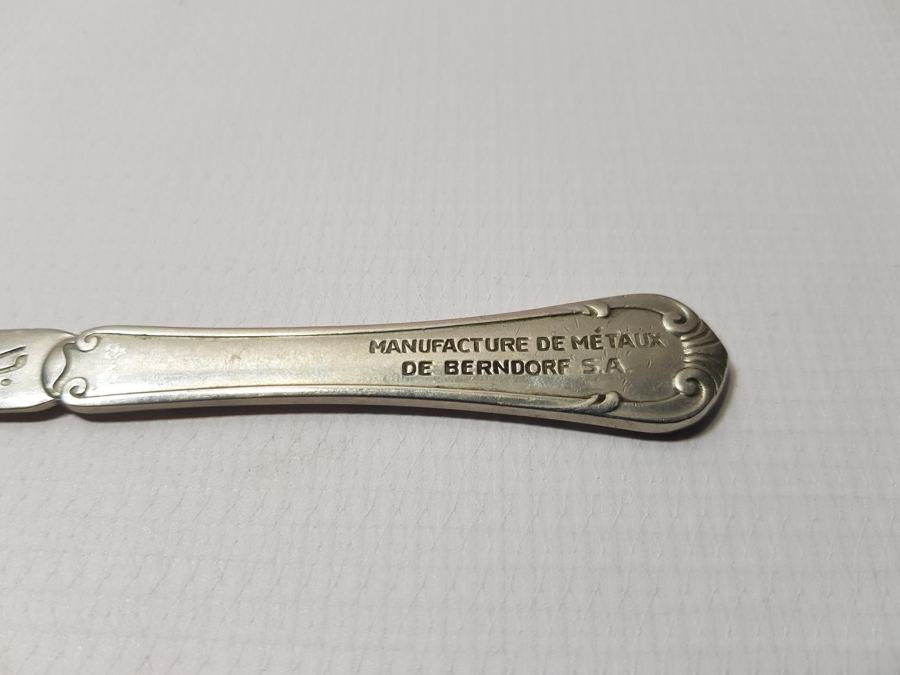 MANUFACTURE DE MÉTAUX
DE BERNDORF S.A.